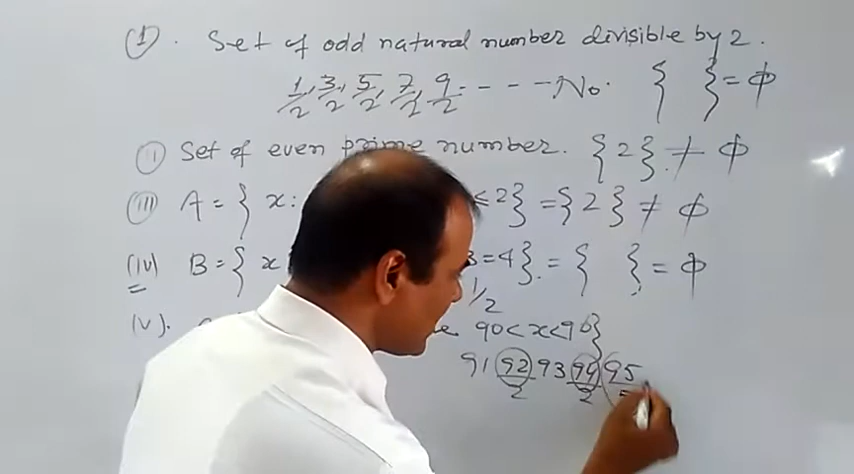 (i). Set of odd natural number divisible by 2.
1/2, 3/2, 5/2, 7/2, 9/2 - - - - No. { } = ϕ
(ii) Set of even prime number. {2} ≠ ϕ
(iii) A = { x: ≤ 2} = {2} ≠ ϕ
(iv) B = { x 3 = 4}. = { } = ϕ
1/2
(v). 90 < x < 96}
91 92/2 93 94/2 95